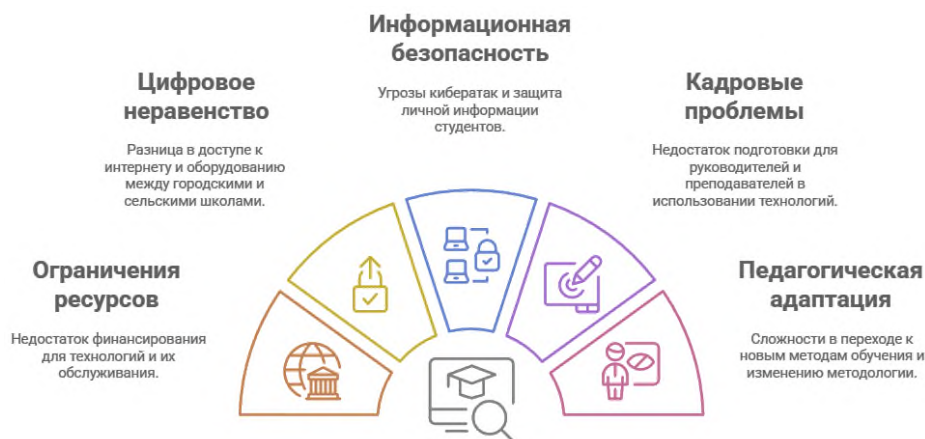 Информационная
безопасность
Угрозы кибератак и защита
личной информации
студентов.
Цифровое
неравенство
Разница в доступе к
интернету и оборудованию
между городскими и
сельскими школами.
Кадровые
проблемы
Недостаток подготовки для
руководителей и
преподавателей в
использовании технологий.
Ограничения
ресурсов
Недостаток финансирования
для технологий и их
обслуживания.
Педагогическая
адаптация
Сложности в переходе к
новым методам обучения и
изменению методологии.